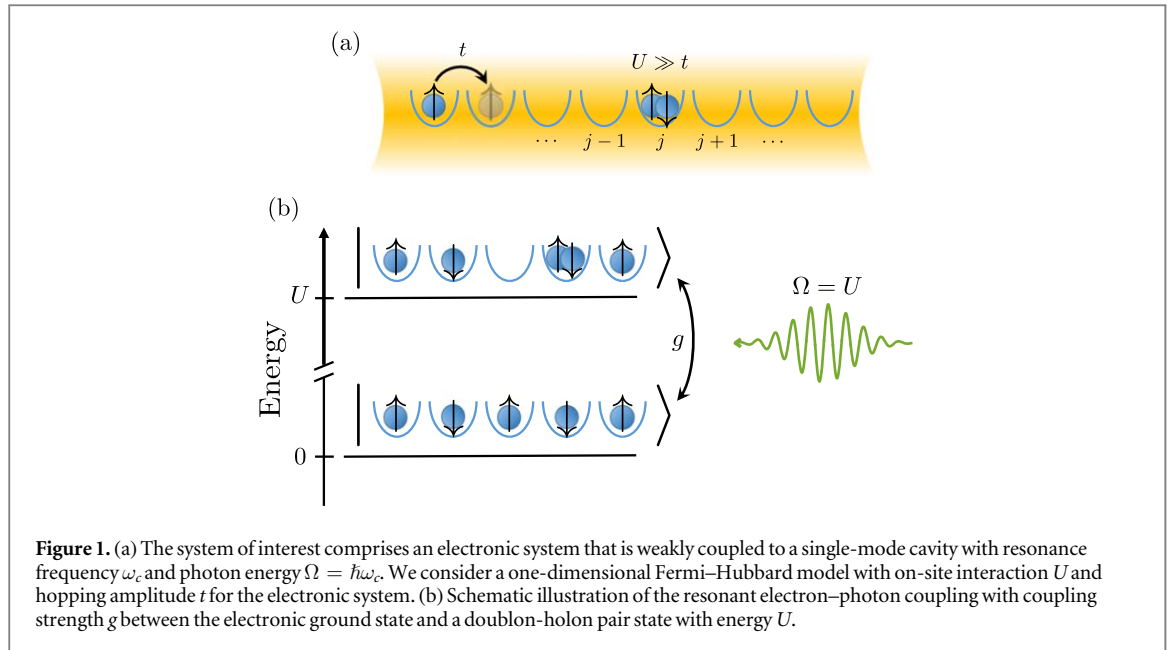 (a)
t
U ≫ t
⋯ j − 1 j j + 1 ⋯
(b)
Energy
U
Ω = U
g
0
Figure 1. (a) The system of interest comprises an electronic system that is weakly coupled to a single-mode cavity with resonance
frequency ω_c and photon energy Ω = ℏω_c. We consider a one-dimensional Fermi–Hubbard model with on-site interaction U and
hopping amplitude t for the electronic system. (b) Schematic illustration of the resonant electron–photon coupling with coupling
strength g between the electronic ground state and a doublon-holon pair state with energy U.